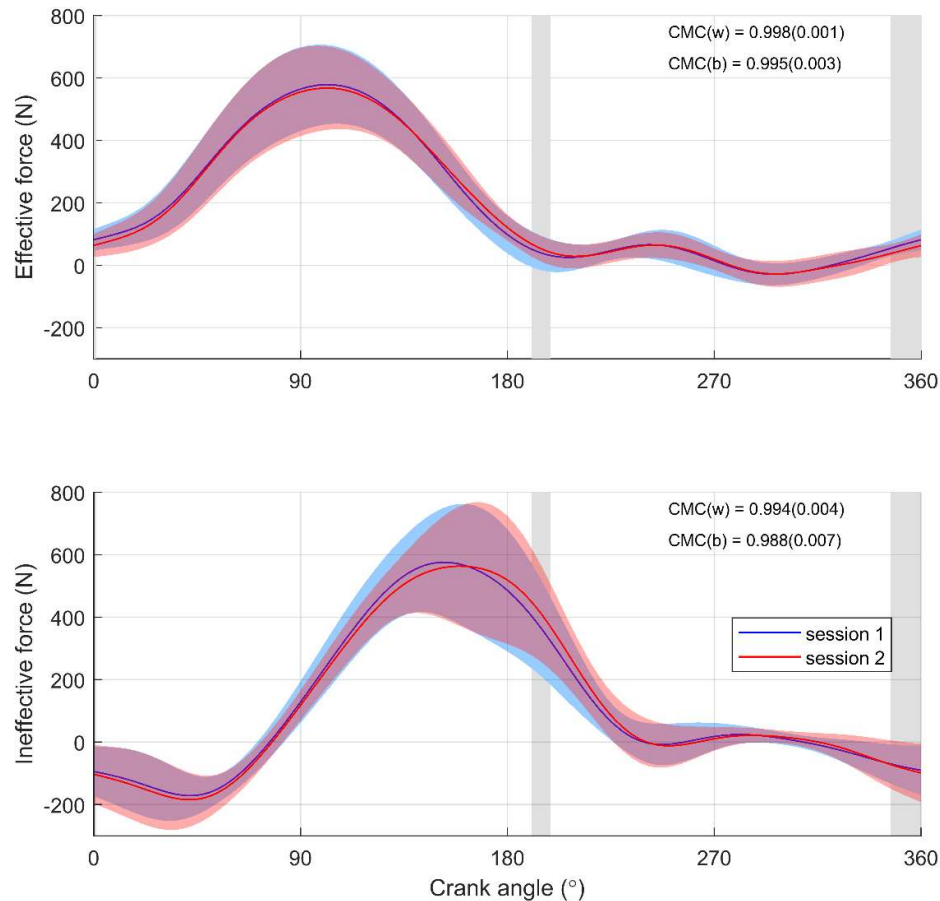 800
600
400
200
0
-200
Effective force (N)
CMC(w) = 0.998(0.001)
CMC(b) = 0.995(0.003)
0 90 180 270 360
800
600
400
200
0
-200
Ineffective force (N)
CMC(w) = 0.994(0.004)
CMC(b) = 0.988(0.007)
session 1
session 2
0 90 180 270 360
Crank angle (°)